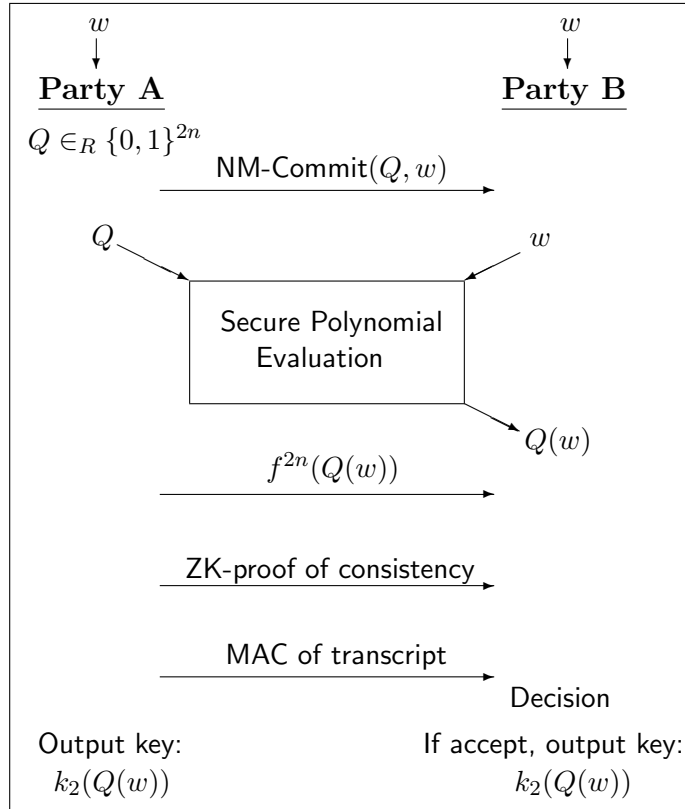 w w
Party A Party B
Q ∈_R {0, 1}^{2n}
NM-Commit(Q, w)
Q w
Secure Polynomial
Evaluation
Q(w)
f^{2n}(Q(w))
ZK-proof of consistency
MAC of transcript
Decision
Output key: If accept, output key:
k_2(Q(w)) k_2(Q(w))